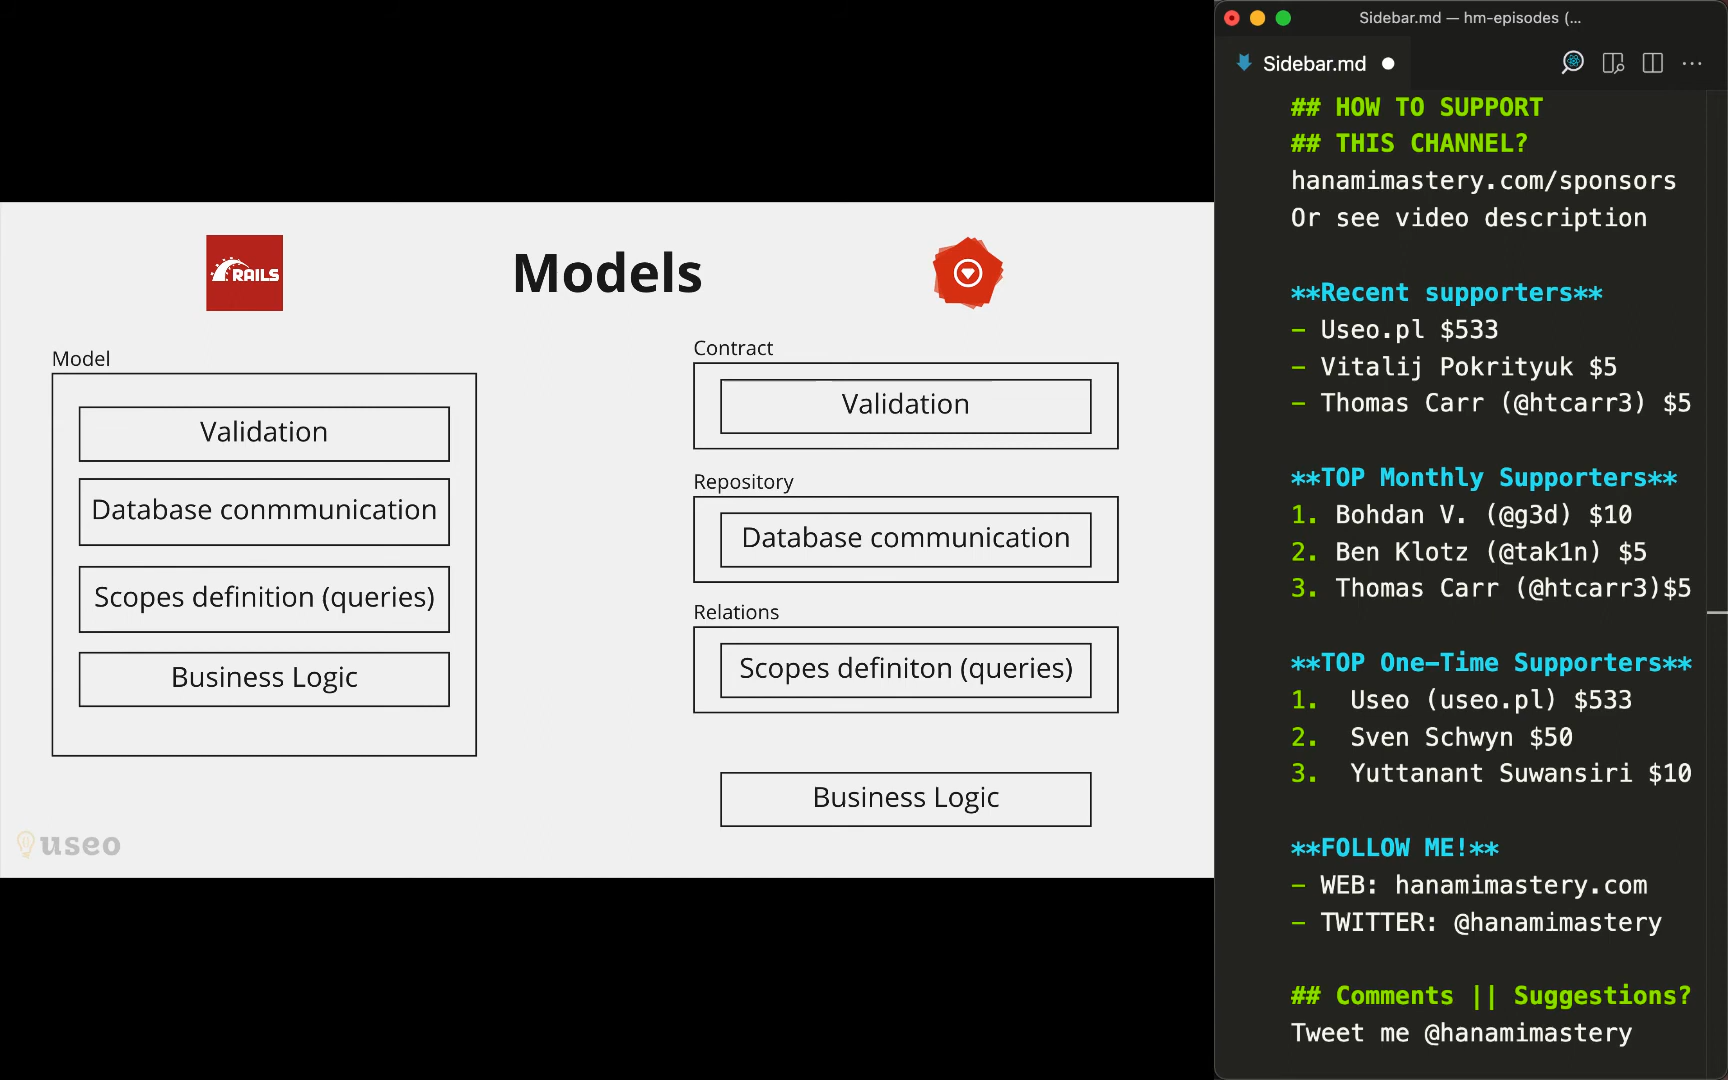 RAILS
Models
Model
Validation
Database conmmunication
Scopes definition (queries)
Business Logic
Contract
Validation
Repository
Database communication
Relations
Scopes definiton (queries)
Business Logic
useo
Sidebar.md — hm-episodes (...
Sidebar.md
## HOW TO SUPPORT
## THIS CHANNEL?
hanamimastery.com/sponsors
Or see video description
**Recent supporters**
- Useo.pl $533
- Vitalij Pokrityuk $5
- Thomas Carr (@htcarr3) $5
**TOP Monthly Supporters**
1. Bohdan V. (@g3d) $10
2. Ben Klotz (@tak1n) $5
3. Thomas Carr (@htcarr3)$5
**TOP One-Time Supporters**
1. Useo (useo.pl) $533
2. Sven Schwyn $50
3. Yuttanant Suwansiri $10
**FOLLOW ME!**
- WEB: hanamimastery.com
- TWITTER: @hanamimastery
## Comments || Suggestions?
Tweet me @hanamimastery